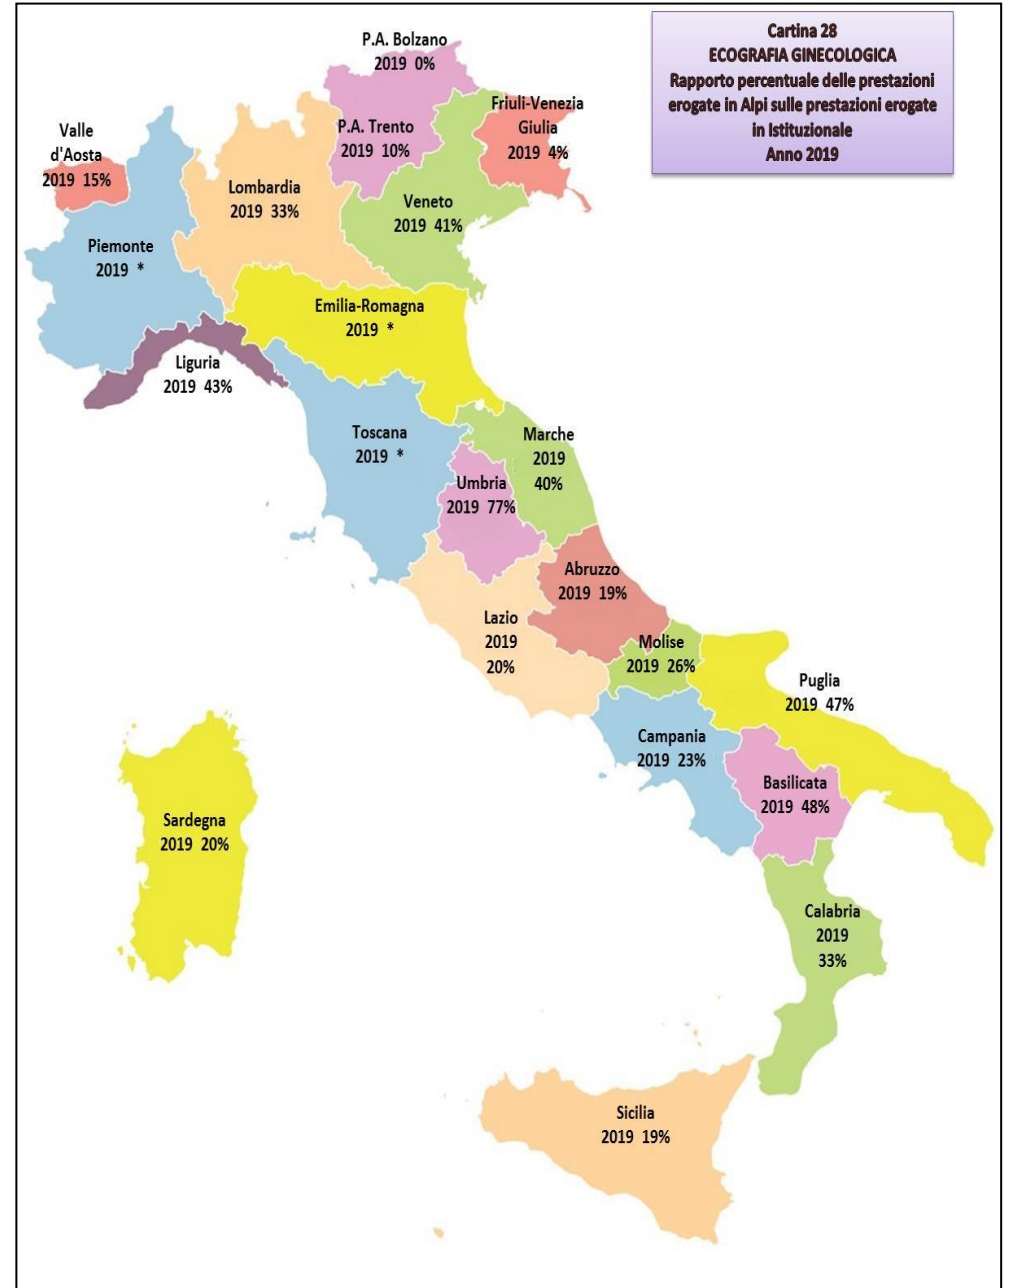 Cartina 28
ECOGRAFIA GINECOLOGICA
Rapporto percentuale delle prestazioni
erogate in Alpi sulle prestazioni erogate
in Istituzionale
Anno 2019
P.A. Bolzano
2019 0%
Friuli-Venezia
Giulia
2019 4%
P.A. Trento
2019 10%
Valle
d'Aosta
2019 15%
Lombardia
2019 33%
Veneto
2019 41%
Piemonte
2019 *
Emilia-Romagna
2019 *
Liguria
2019 43%
Toscana
2019 *
Marche
2019
40%
Umbria
2019 77%
Abruzzo
2019 19%
Lazio
2019
20%
Molise
2019 26%
Puglia
2019 47%
Campania
2019 23%
Basilicata
2019 48%
Sardegna
2019 20%
Calabria
2019
33%
Sicilia
2019 19%